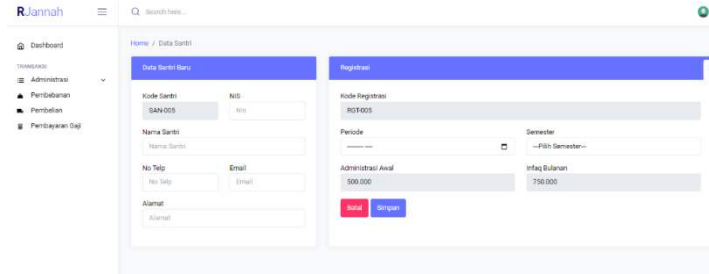 RJannah
Search here...
Dashboard
TRANSAKSI
Administrasi
Pembebanan
Pembelian
Pembayaran Gaji
Home / Data Santri
Data Santri Baru
Kode Santri NIS
SAN-005 Nis
Nama Santri
Nama Santri
No Telp Email
No Telp Email
Alamat
Alamat
Registrasi
Kode Registrasi
RGT-005
Periode Semester
--Pilih Semester--
Administrasi Awal Infaq Bulanan
500.000 750.000
Batal Simpan